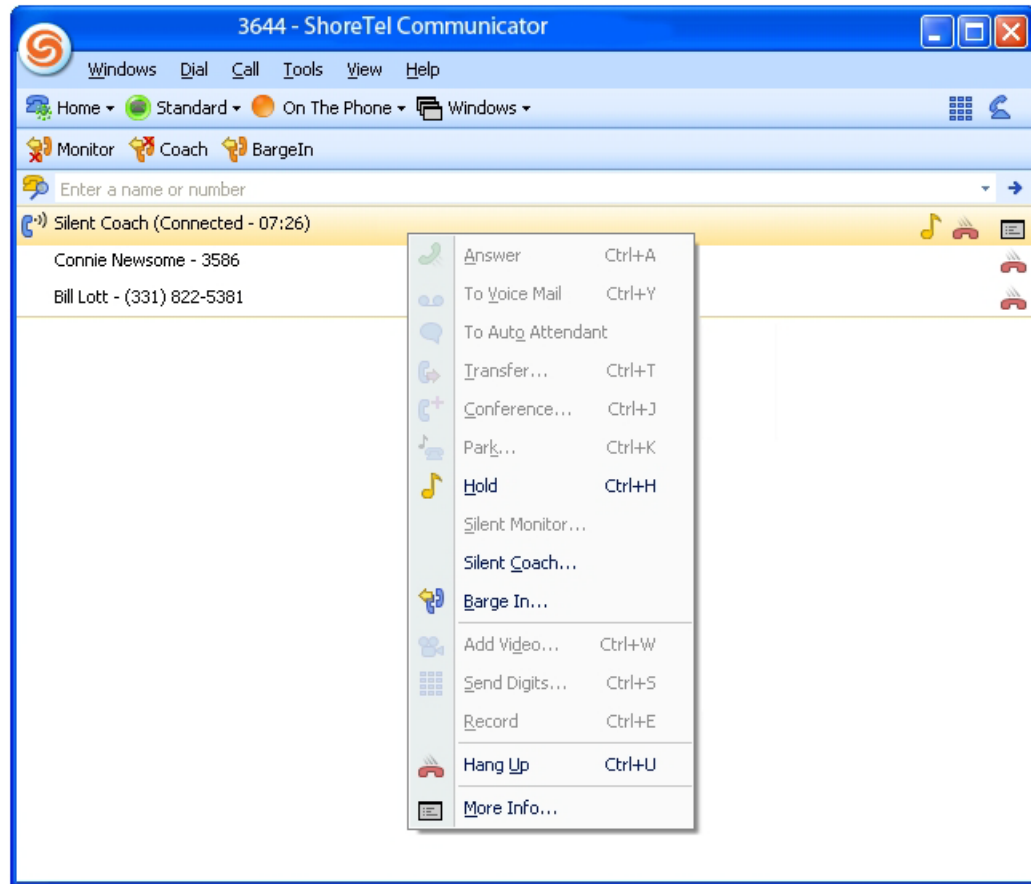 3644 - ShoreTel Communicator
Windows Dial Call Tools View Help
Home Standard On The Phone Windows
Monitor Coach BargeIn
Enter a name or number
Silent Coach (Connected - 07:26)
Connie Newsome - 3586
Bill Lott - (331) 822-5381
Answer Ctrl+A
To Voice Mail Ctrl+Y
To Auto Attendant
Transfer... Ctrl+T
Conference... Ctrl+J
Park... Ctrl+K
Hold Ctrl+H
Silent Monitor...
Silent Coach...
Barge In...
Add Video... Ctrl+W
Send Digits... Ctrl+S
Record Ctrl+E
Hang Up Ctrl+U
More Info...